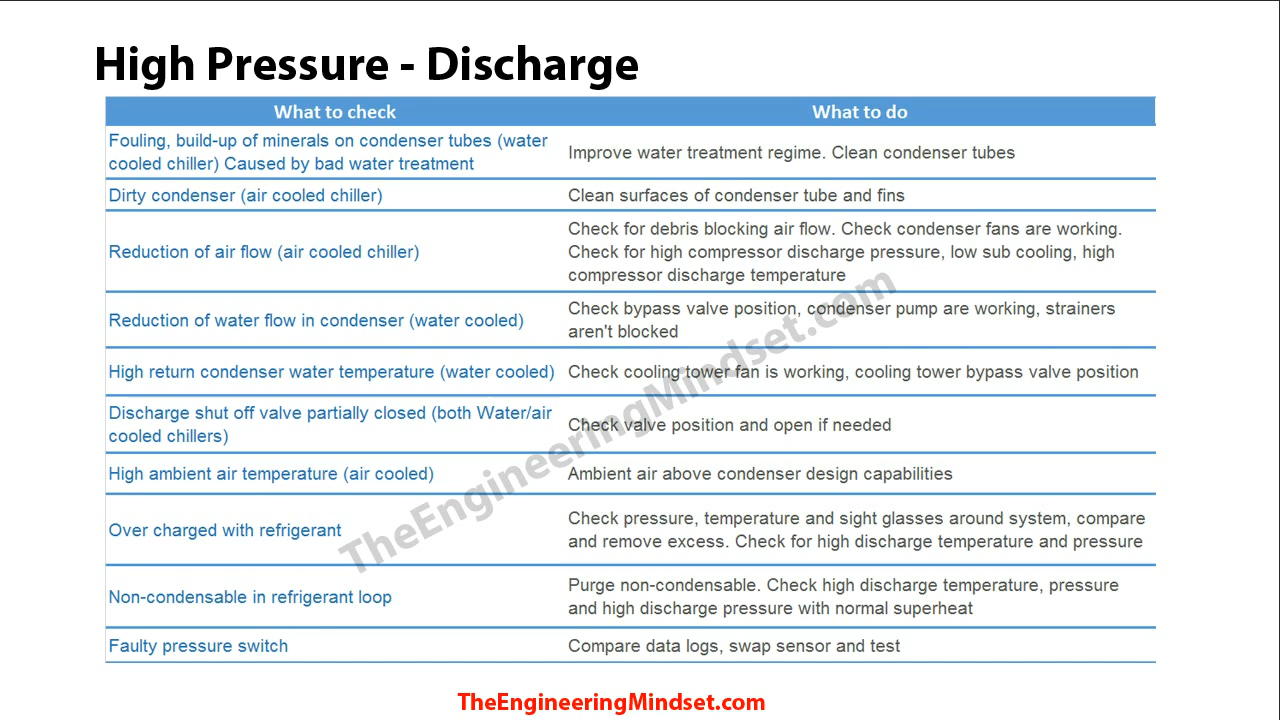 High Pressure - Discharge
What to check
What to do
Fouling, build-up of minerals on condenser tubes (water
cooled chiller) Caused by bad water treatment
Improve water treatment regime. Clean condenser tubes
Dirty condenser (air cooled chiller)
Clean surfaces of condenser tube and fins
Reduction of air flow (air cooled chiller)
Check for debris blocking air flow. Check condenser fans are working.
Check for high compressor discharge pressure, low sub cooling, high
compressor discharge temperature
Reduction of water flow in condenser (water cooled)
Check bypass valve position, condenser pump are working, strainers
aren't blocked
High return condenser water temperature (water cooled)
Check cooling tower fan is working, cooling tower bypass valve position
Discharge shut off valve partially closed (both Water/air
cooled chillers)
Check valve position and open if needed
High ambient air temperature (air cooled)
Ambient air above condenser design capabilities
Over charged with refrigerant
Check pressure, temperature and sight glasses around system, compare
and remove excess. Check for high discharge temperature and pressure
Non-condensable in refrigerant loop
Purge non-condensable. Check high discharge temperature, pressure
and high discharge pressure with normal superheat
Faulty pressure switch
Compare data logs, swap sensor and test
TheEngineeringMindset.com
TheEngineeringMindset.com